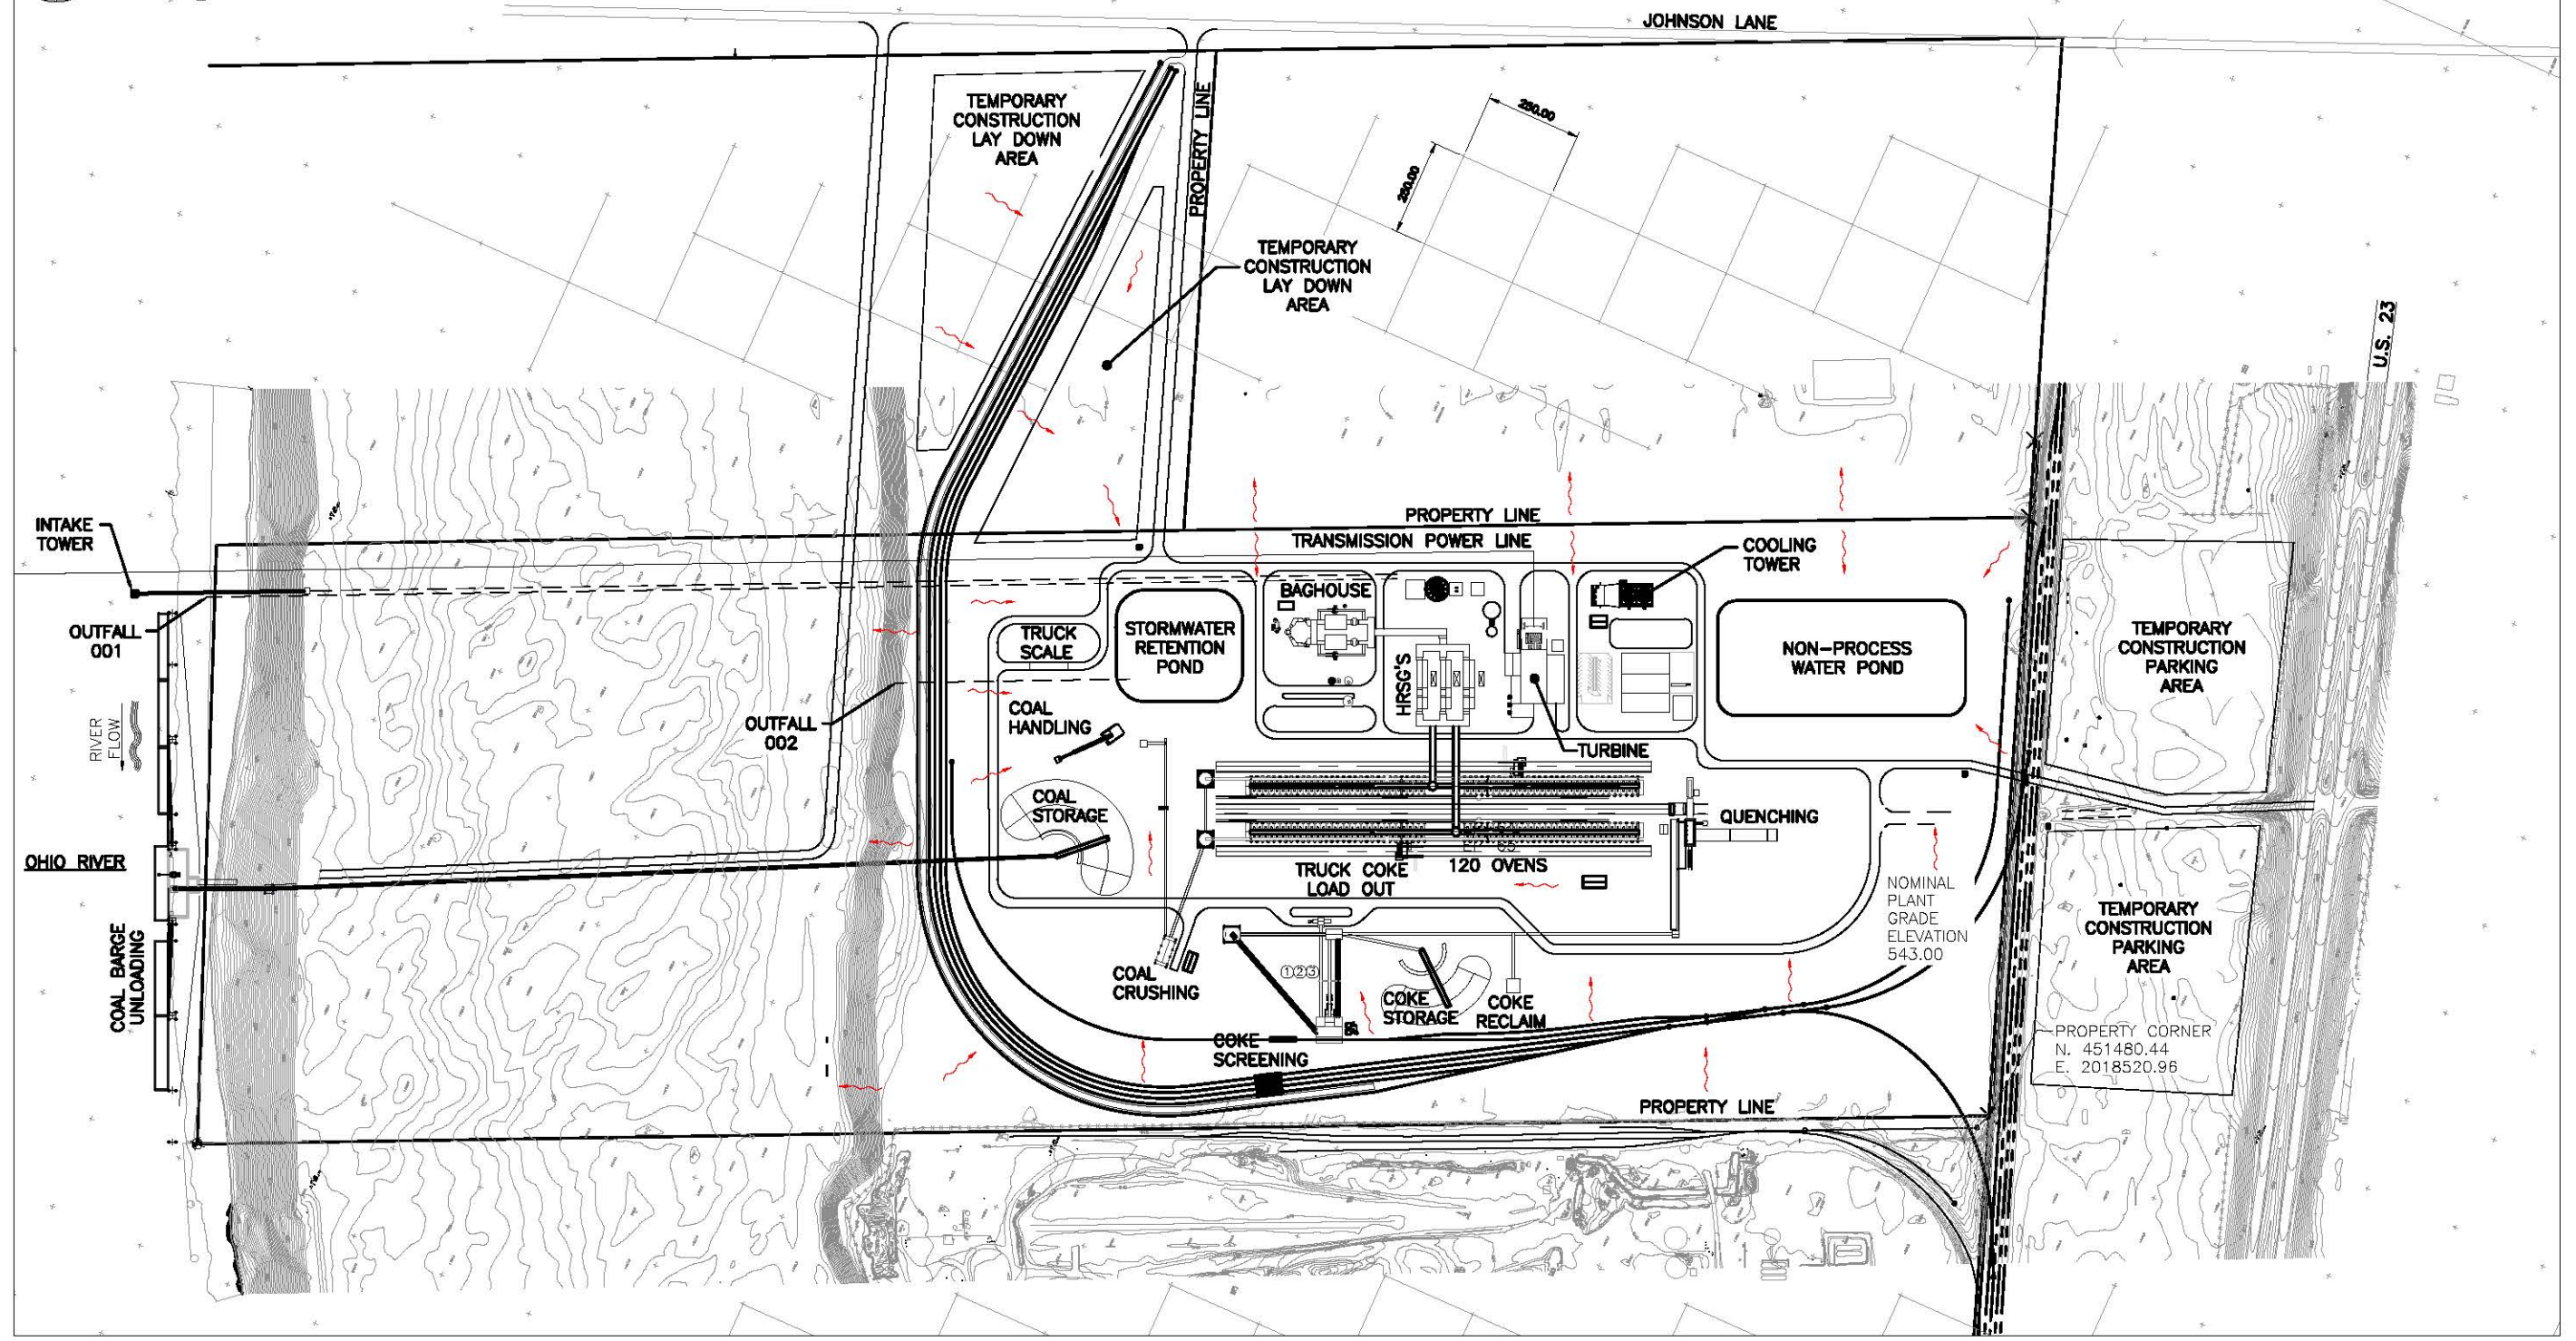 JOHNSON LANE
TEMPORARY
CONSTRUCTION
LAY DOWN
AREA
PROPERTY LINE
250.00
250.00
TEMPORARY
CONSTRUCTION
LAY DOWN
AREA
U.S. 23
INTAKE
TOWER
PROPERTY LINE
TRANSMISSION POWER LINE
COOLING
TOWER
BAGHOUSE
OUTFALL
001
TRUCK
SCALE
STORMWATER
RETENTION
POND
HRSG'S
NON-PROCESS
WATER POND
TEMPORARY
CONSTRUCTION
PARKING
AREA
RIVER
FLOW
OUTFALL
002
COAL
HANDLING
TURBINE
COAL
STORAGE
QUENCHING
OHIO RIVER
TRUCK COKE
LOAD OUT
120 OVENS
NOMINAL
PLANT
GRADE
ELEVATION
543.00
TEMPORARY
CONSTRUCTION
PARKING
AREA
COAL BARGE
UNLOADING
COAL
CRUSHING
①②③
COKE
STORAGE
COKE
RECLAIM
COKE
SCREENING
PROPERTY CORNER
N. 451480.44
E. 2018520.96
PROPERTY LINE